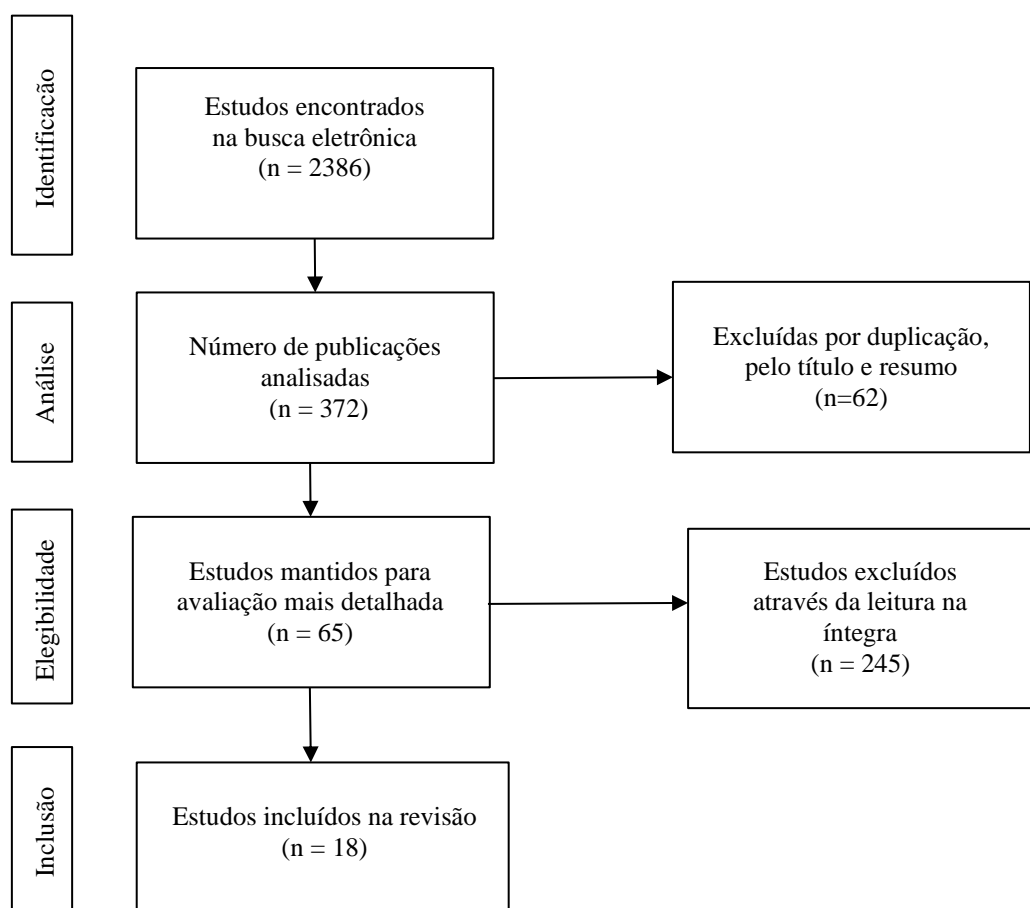 Identificação
Estudos encontrados
na busca eletrônica
(n = 2386)
Análise
Número de publicações
analisadas
(n = 372)
Excluídas por duplicação,
pelo título e resumo
(n=62)
Elegibilidade
Estudos mantidos para
avaliação mais detalhada
(n = 65)
Estudos excluídos
através da leitura na
íntegra
(n = 245)
Inclusão
Estudos incluídos na revisão
(n = 18)